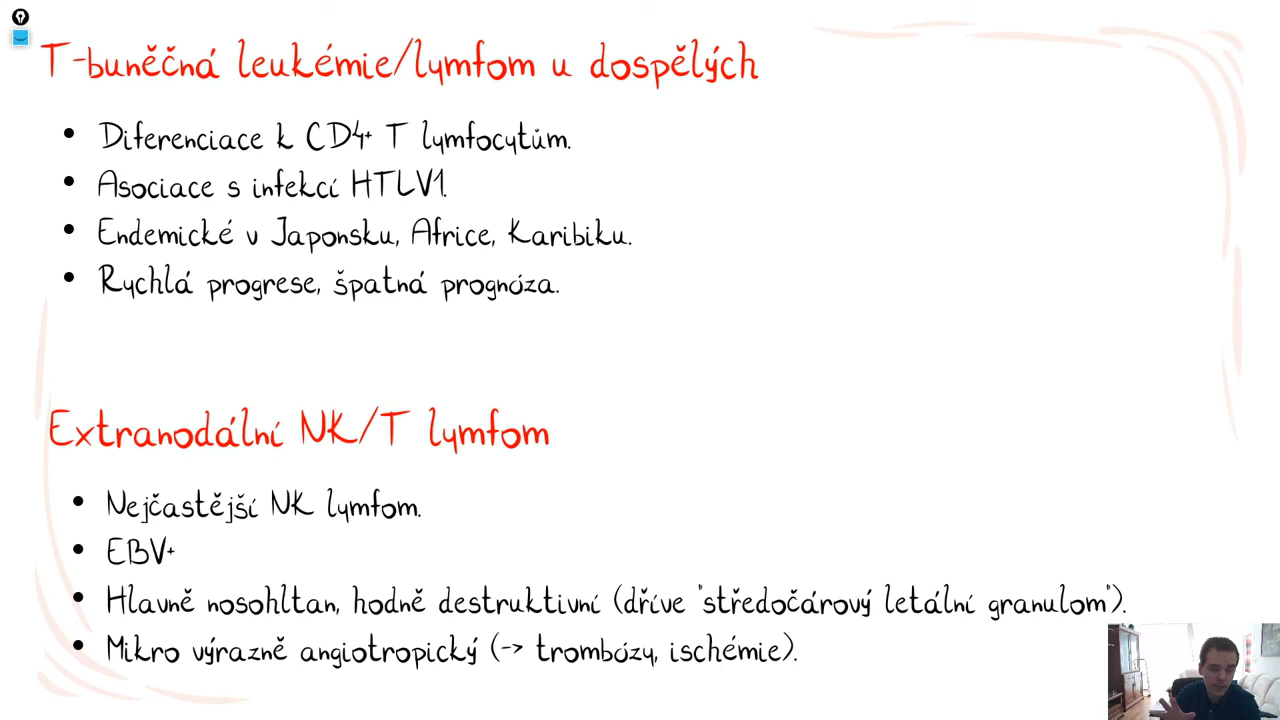 T-buněčná leukémie/lymfom u dospělých
• Diferenciace k CD4+ T lymfocytům.
• Asociace s infekcí HTLV1.
• Endemické v Japonsku, Africe, Karibiku.
• Rychlá progrese, špatná prognóza.
Extranodální NK/T lymfom
• Nejčastější NK lymfom.
• EBV+
• Hlavně nosohltan, hodně destruktivní (dříve "středočárový letální granulom").
• Mikro výrazně angiotropický (-> trombózy, ischémie).